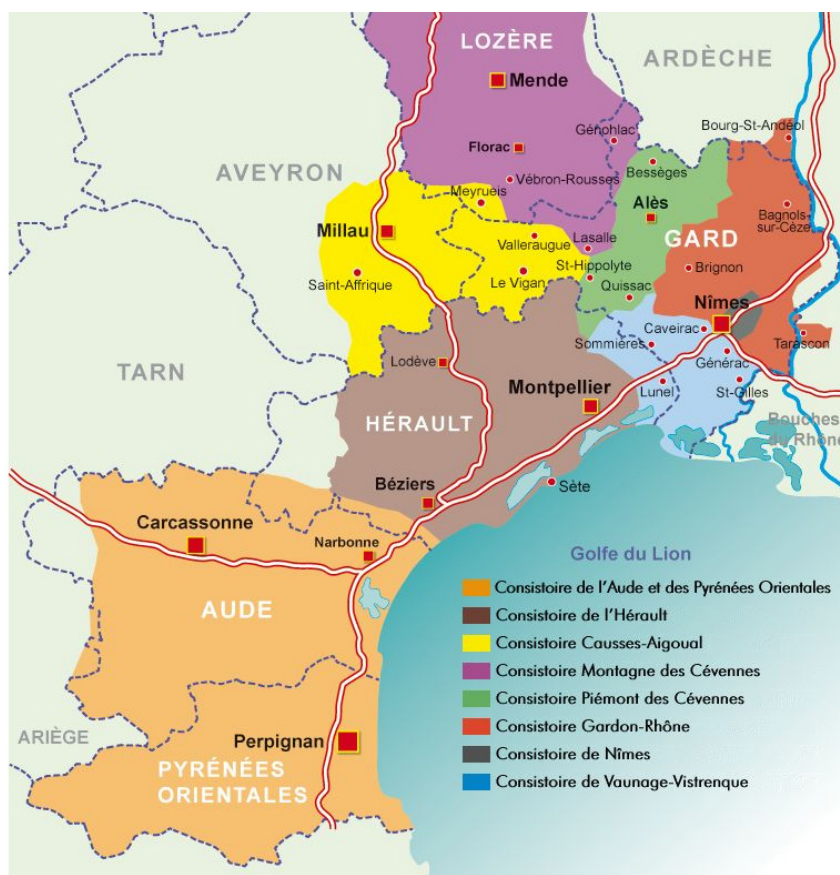 LOZÈRE
ARDÈCHE
Mende
Génohlac
Bourg-St-Andéol
Florac
AVEYRON
Bessèges
Vébron-Rousses
Meyrueis
Alès
Bagnols-
sur-Cèze
Millau
GARD
Valleraugue
Lasalle
St-Hippolyte
Brignon
Saint-Affrique
Le Vigan
Quissac
Nîmes
Caveirac
Sommières
Tarascon
Lodève
Générac
TARN
Montpellier
Lunel
St-Gilles
HÉRAULT
Bouches
du Rhône
Béziers
Sète
Carcassonne
Narbonne
Golfe du Lion
Consistoire de l'Aude et des Pyrénées Orientales
AUDE
Consistoire de l'Hérault
Consistoire Causses-Aigoual
Consistoire Montagne des Cévennes
Consistoire Piémont des Cévennes
Consistoire Gardon-Rhône
ARIÈGE
Perpignan
Consistoire de Nîmes
PYRÉNÉES
ORIENTALES
Consistoire de Vaunage-Vistrenque